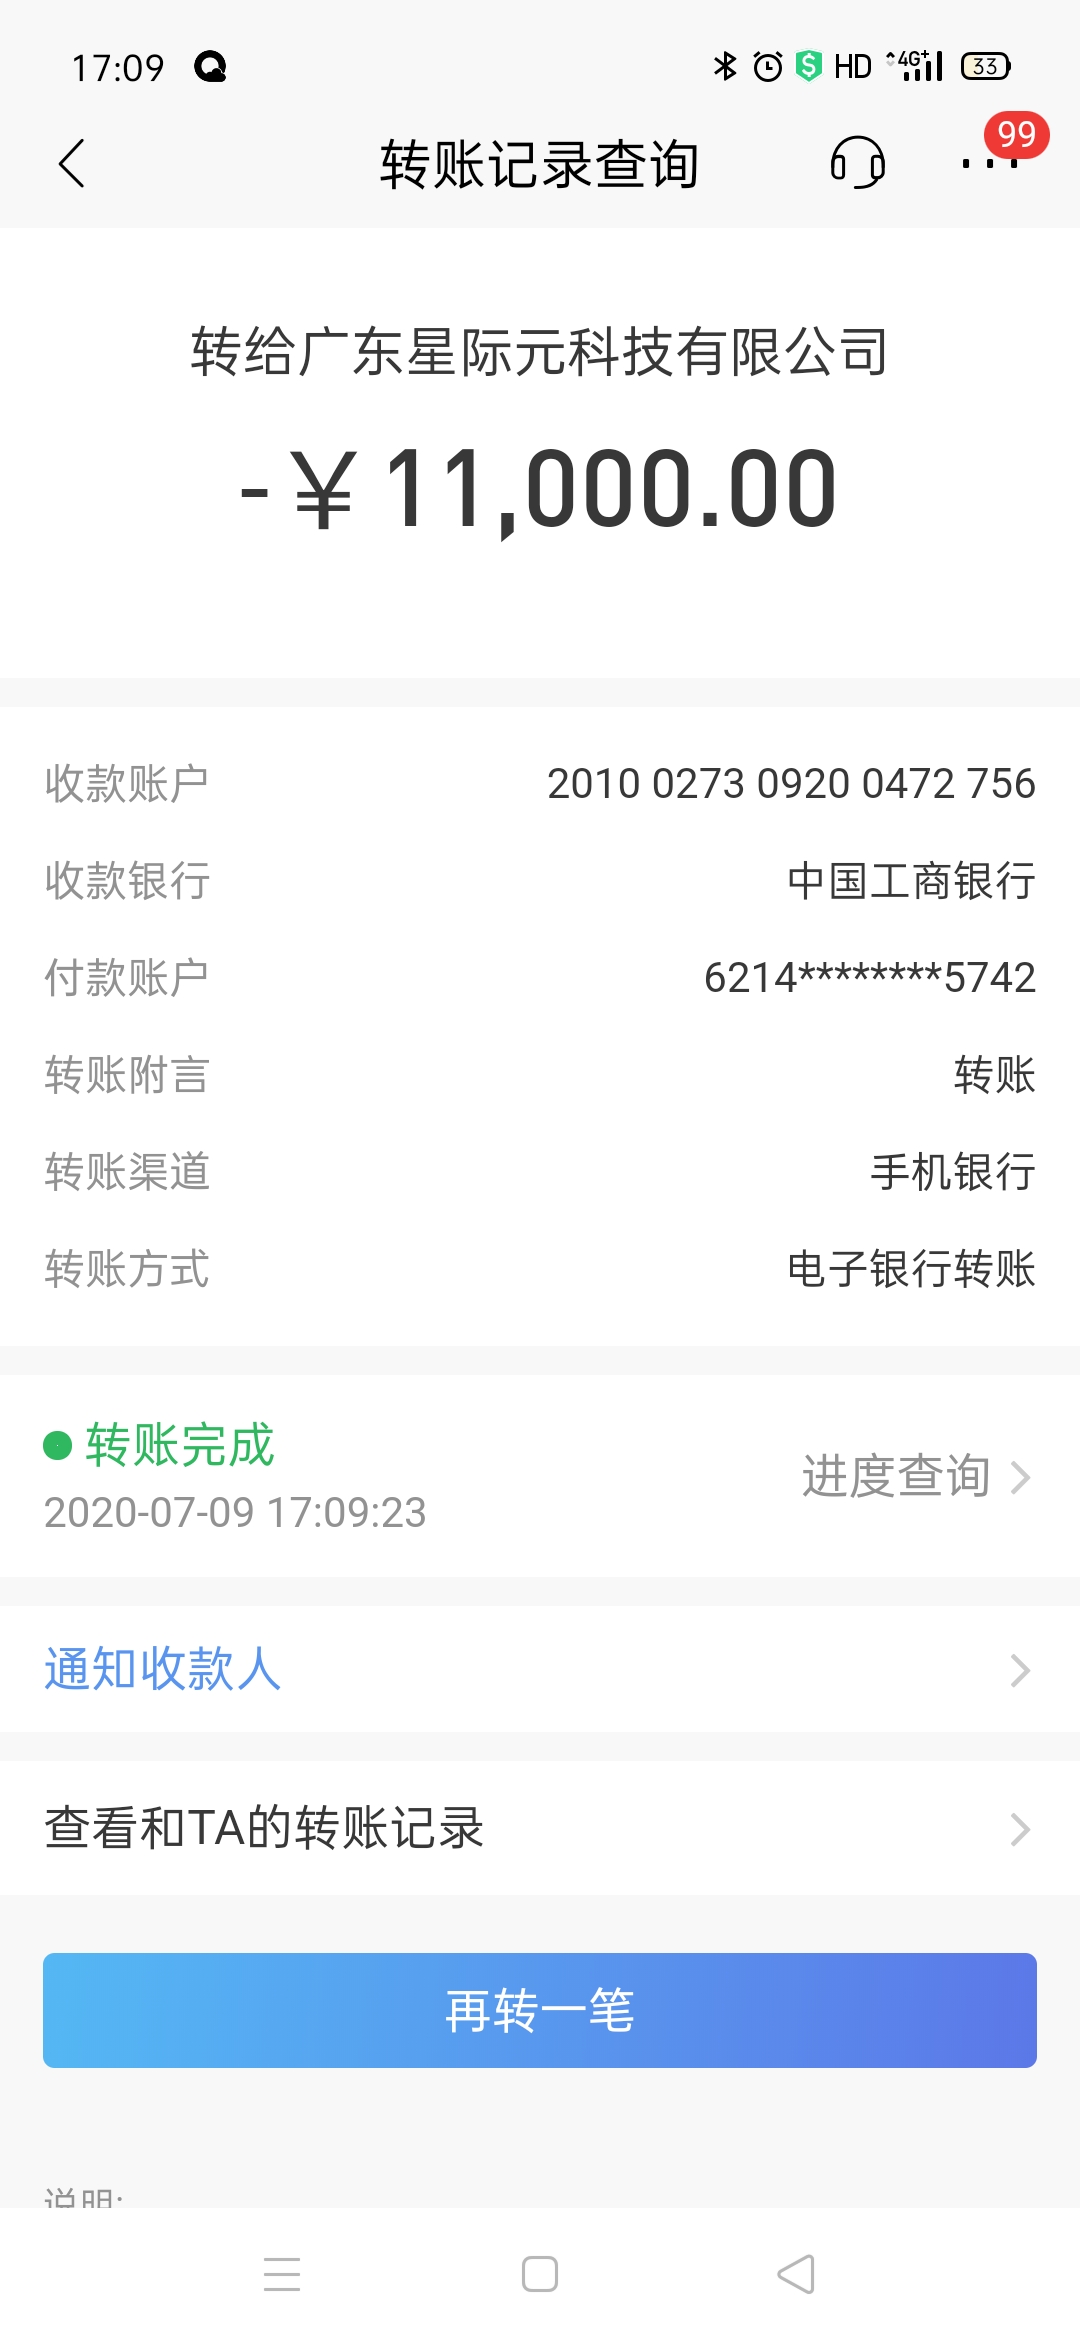 17:09 HD 4G+ 33
转账记录查询 99
转给广东星际元科技有限公司
-￥11,000.00
收款账户 2010 0273 0920 0472 756
收款银行 中国工商银行
付款账户 6214********5742
转账附言 转账
转账渠道 手机银行
转账方式 电子银行转账
转账完成
2020-07-09 17:09:23
进度查询
通知收款人
查看和TA的转账记录
再转一笔
说明: